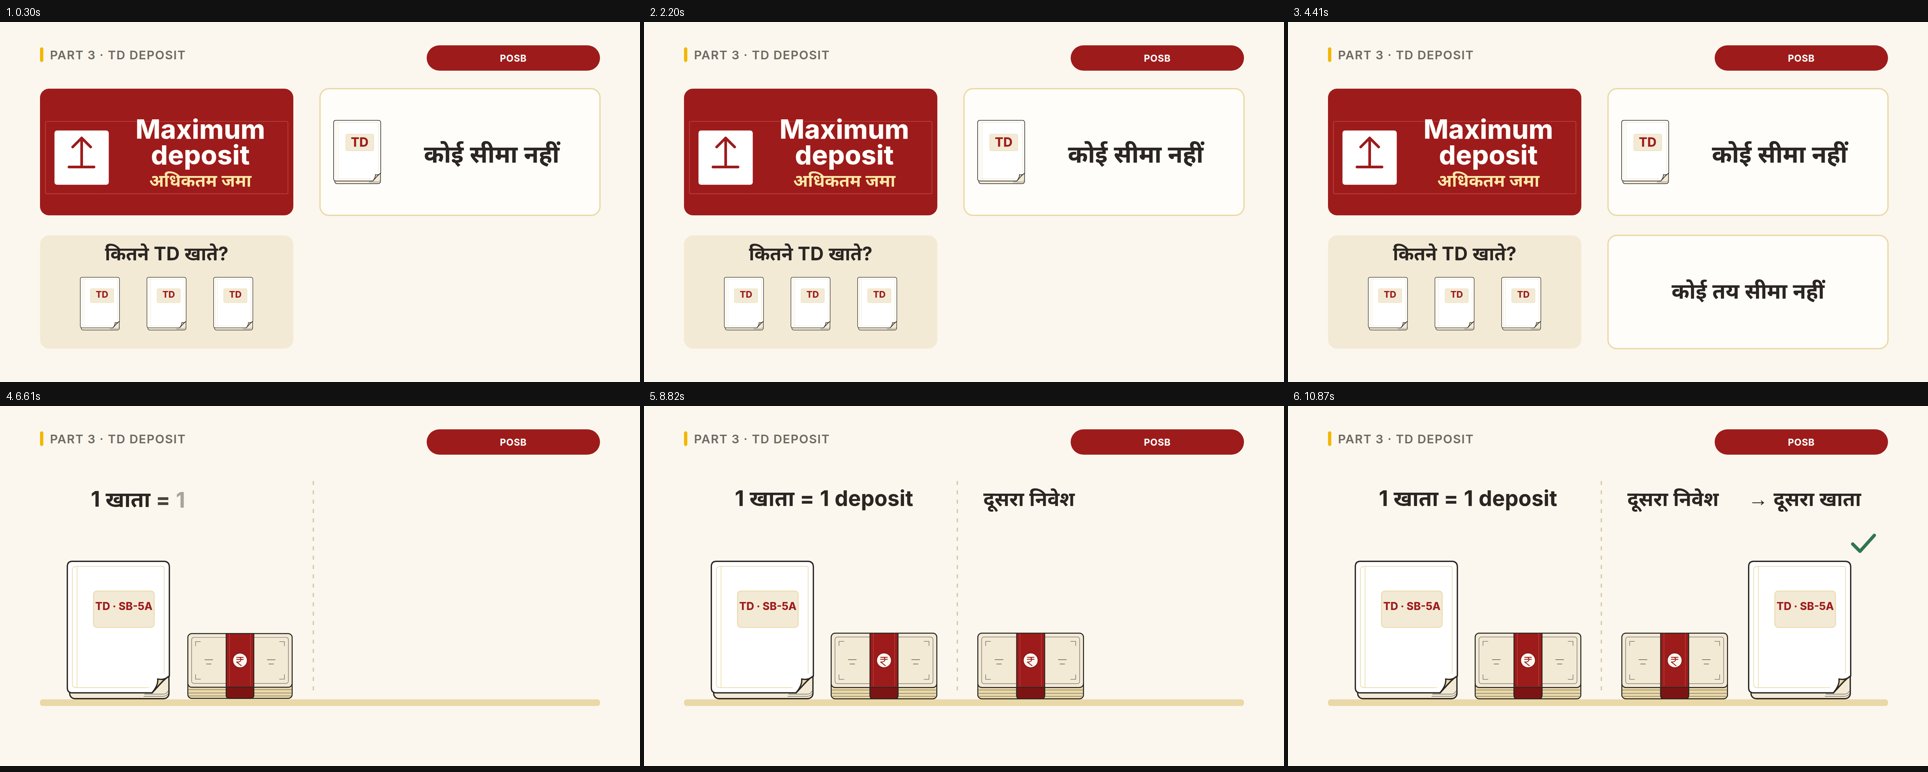 1. 0.30s
PART 3 · TD DEPOSIT
POSB
Maximum
deposit
अधिकतम जमा
TD
कोई सीमा नहीं
कितने TD खाते?
TD TD TD
2. 2.20s
PART 3 · TD DEPOSIT
POSB
Maximum
deposit
अधिकतम जमा
TD
कोई सीमा नहीं
कितने TD खाते?
TD TD TD
3. 4.41s
PART 3 · TD DEPOSIT
POSB
Maximum
deposit
अधिकतम जमा
TD
कोई सीमा नहीं
कितने TD खाते?
TD TD TD
कोई तय सीमा नहीं
4. 6.61s
PART 3 · TD DEPOSIT
POSB
1 खाता = 1
TD · SB-5A
₹
5. 8.82s
PART 3 · TD DEPOSIT
POSB
1 खाता = 1 deposit
दूसरा निवेश
TD · SB-5A
₹
₹
6. 10.87s
PART 3 · TD DEPOSIT
POSB
1 खाता = 1 deposit
दूसरा निवेश → दूसरा खाता
TD · SB-5A
₹
₹
TD · SB-5A